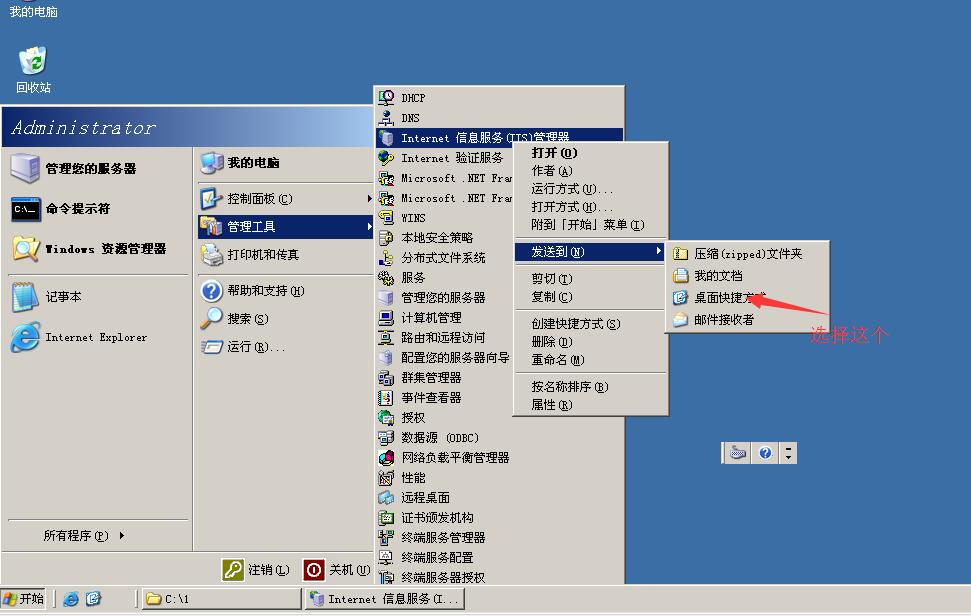 我的电脑
回收站
Administrator
管理您的服务器
命令提示符
Windows 资源管理器
记事本
Internet Explorer
所有程序(P)
我的电脑
控制面板(C)
管理工具
打印机和传真
帮助和支持(H)
搜索(S)
运行(R)...
注销(L)
关机(U)
DHCP
DNS
Internet 信息服务(IIS)管理器
Internet 验证服务
Microsoft .NET Fra
Microsoft .NET Fra
WINS
本地安全策略
分布式文件系统
服务
管理您的服务器
计算机管理
路由和远程访问
配置您的服务器向导
群集管理器
事件查看器
授权
数据源 (ODBC)
网络负载平衡管理器
性能
远程桌面
证书颁发机构
终端服务管理器
终端服务配置
终端服务器授权
打开(O)
作者(A)
运行方式(U)...
打开方式(H)...
附到「开始」菜单(I)
发送到(N)
剪切(T)
复制(C)
创建快捷方式(S)
删除(D)
重命名(M)
按名称排序(B)
属性(R)
压缩(zipped)文件夹
我的文档
桌面快捷方式
邮件接收者
选择这个
开始
C:\1
Internet 信息服务(I...